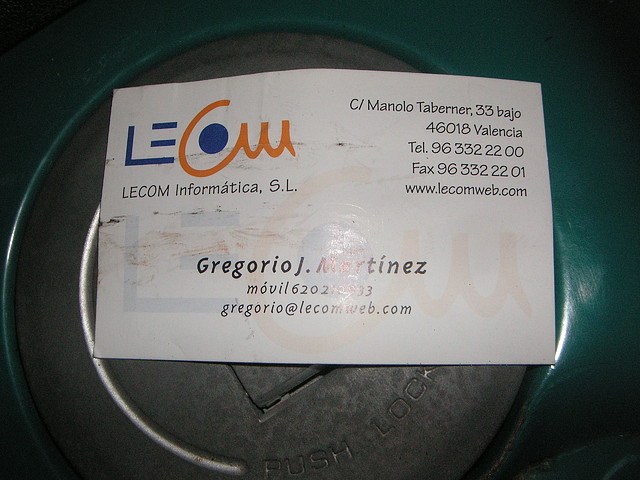 LECOM
LECOM Informática, S.L.
C/ Manolo Taberner, 33 bajo
46018 Valencia
Tel. 96 332 22 00
Fax 96 332 22 01
www.lecomweb.com
Gregorio J. Martínez
móvil
gregorio@lecomweb.com
PUSH LOCK